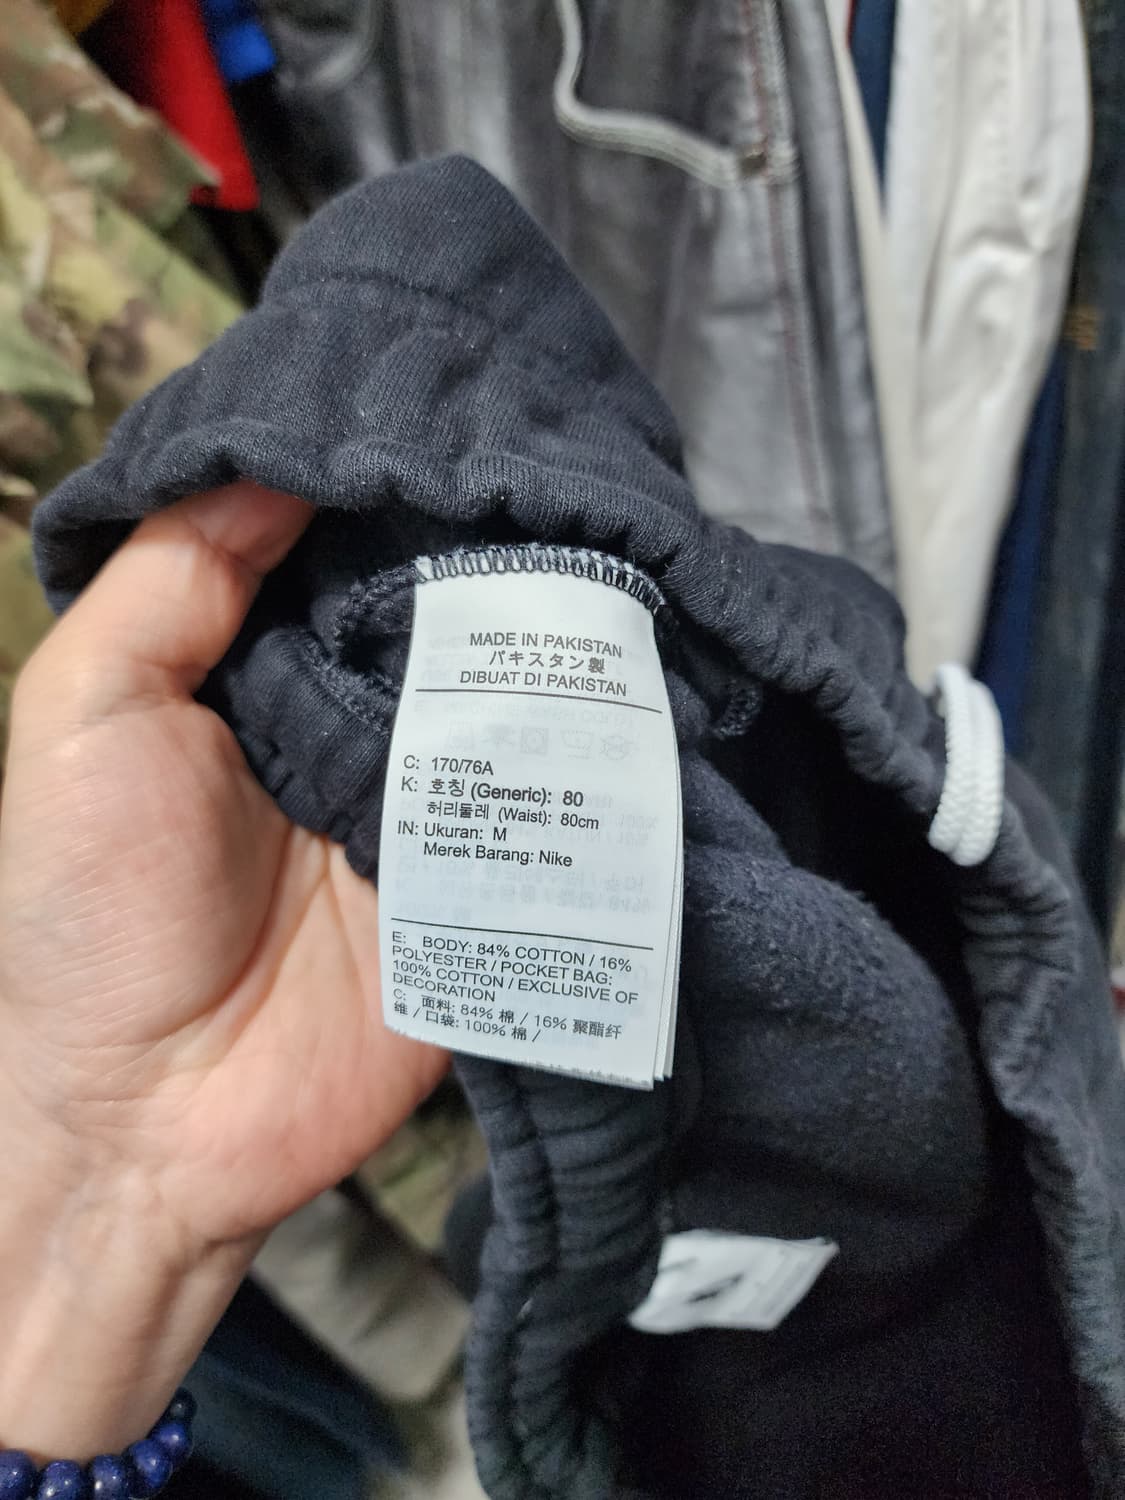 MADE IN PAKISTAN
パキスタン製
DIBUAT DI PAKISTAN
C: 170/76A
K: 호칭 (Generic): 80
허리둘레 (Waist): 80cm
IN: Ukuran: M
Merek Barang: Nike
E: BODY: 84% COTTON / 16%
POLYESTER / POCKET BAG:
100% COTTON / EXCLUSIVE OF
DECORATION
C: 面料: 84% 棉 / 16% 聚酯纤
维 / 口袋: 100% 棉 /